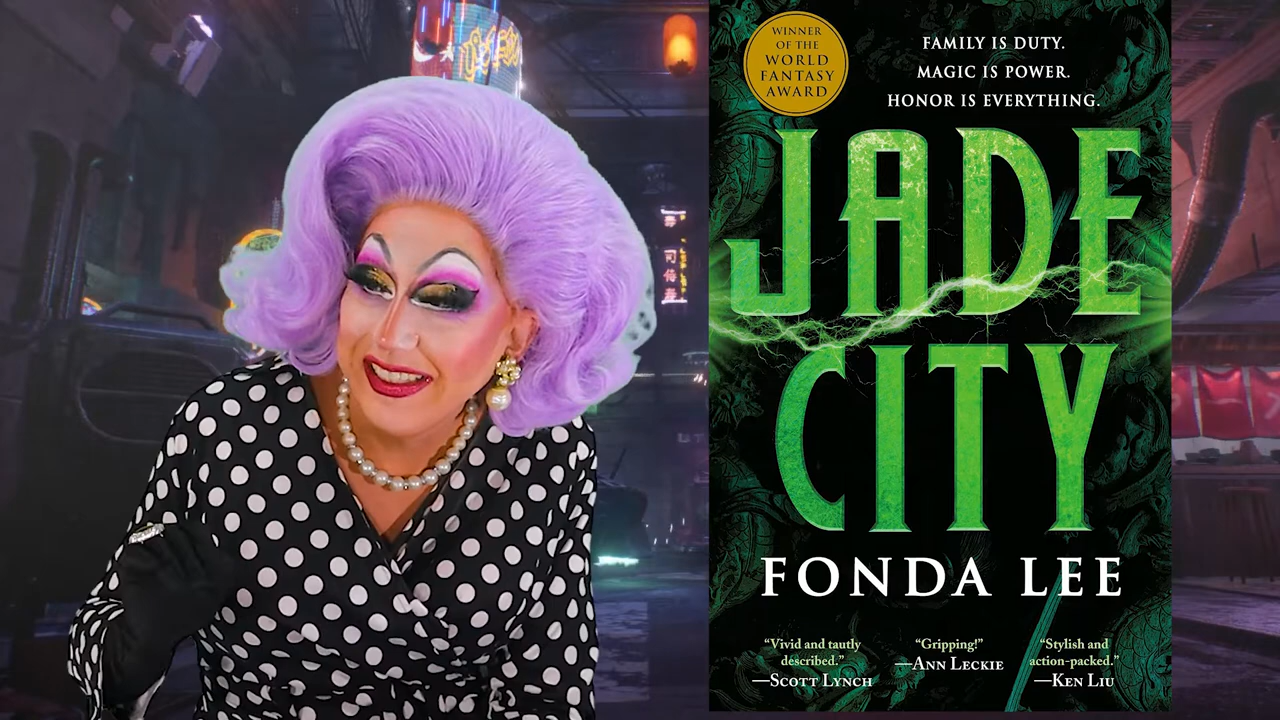 WINNER
OF THE
WORLD
FANTASY
AWARD
FAMILY IS DUTY.
MAGIC IS POWER.
HONOR IS EVERYTHING.
JADE
CITY
FONDA LEE
“Vivid and tautly
described.”
—SCOTT LYNCH
“Gripping!”
—ANN LECKIE
“Stylish and
action-packed.”
—KEN LIU